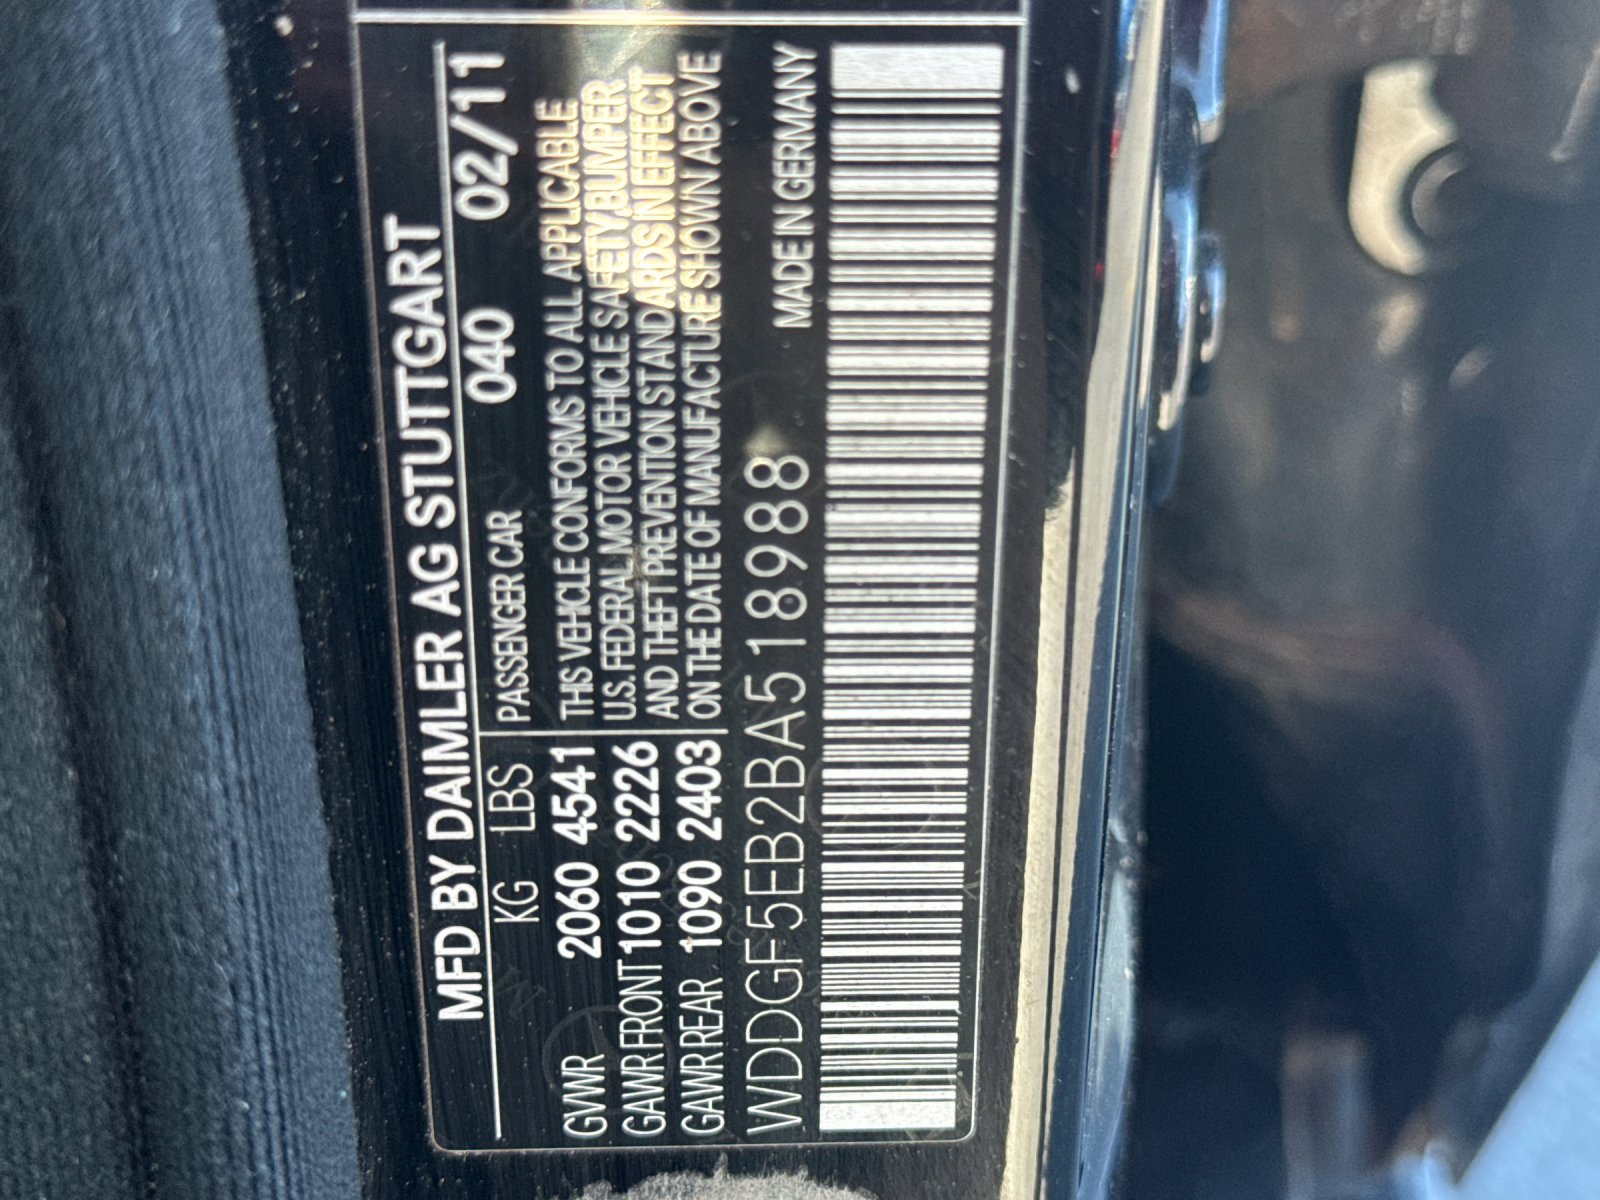 MFD BY DAIMLER AG STUTTGART
KG LBS PASSENGER CAR 040 02/11
GVWR 2060 4541
GAWR FRONT 1010 2226
GAWR REAR 1090 2403
THIS VEHICLE CONFORMS TO ALL APPLICABLE
U.S. FEDERAL MOTOR VEHICLE SAFETY, BUMPER
AND THEFT PREVENTION STANDARDS IN EFFECT
ON THE DATE OF MANUFACTURE SHOWN ABOVE
WDDGF5EB2BA518988 MADE IN GERMANY